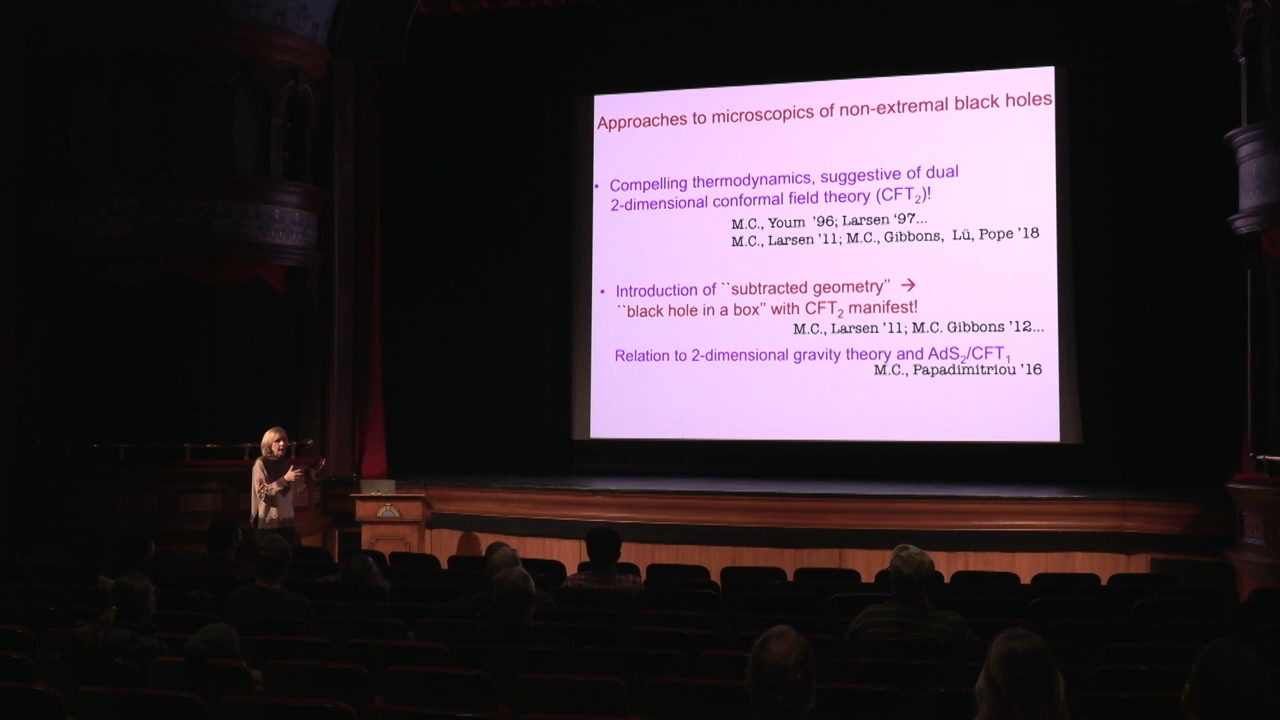 Approaches to microscopics of non-extremal black holes
• Compelling thermodynamics, suggestive of dual
2-dimensional conformal field theory (CFT₂)!
M.C., Youm '96; Larsen '97...
M.C., Larsen '11; M.C., Gibbons, Lü, Pope '18
• Introduction of ``subtracted geometry'' →
``black hole in a box'' with CFT₂ manifest!
M.C., Larsen '11; M.C. Gibbons '12...
Relation to 2-dimensional gravity theory and AdS₂/CFT₁
M.C., Papadimitriou '16